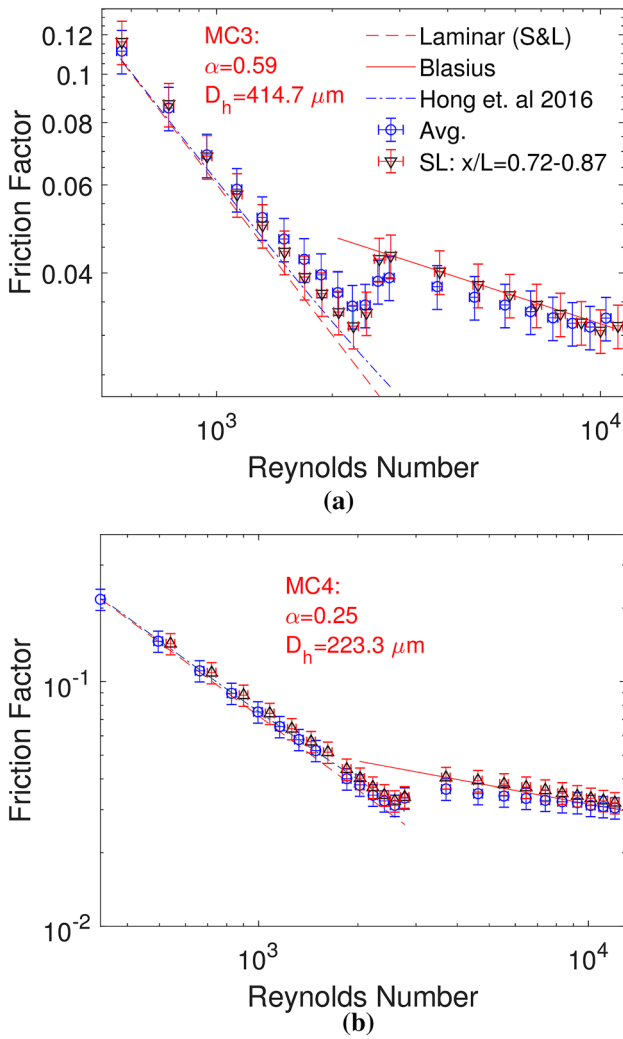 0.12
0.1
0.08
0.06
0.04
Friction Factor
MC3:
α=0.59
D_h=414.7 μm
Laminar (S&L)
Blasius
Hong et. al 2016
Avg.
SL: x/L=0.72-0.87
10^3
10^4
Reynolds Number
(a)
10^-1
10^-2
Friction Factor
MC4:
α=0.25
D_h=223.3 μm
10^3
10^4
Reynolds Number
(b)